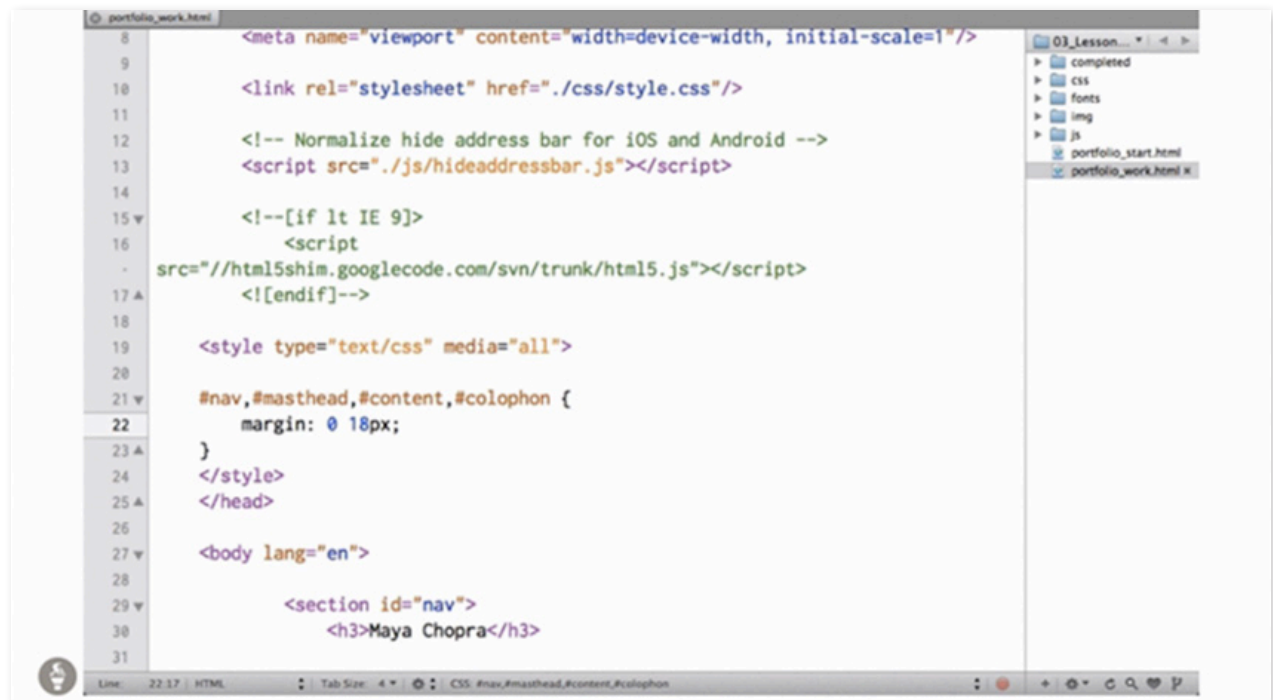 portfolio_work.html
8 <meta name="viewport" content="width=device-width, initial-scale=1"/>
9
10 <link rel="stylesheet" href="./css/style.css"/>
11
12 <!-- Normalize hide address bar for iOS and Android -->
13 <script src="./js/hideaddressbar.js"></script>
14
15 <!--[if lt IE 9]>
16 <script
src="//html5shim.googlecode.com/svn/trunk/html5.js"></script>
17 <![endif]-->
18
19 <style type="text/css" media="all">
20
21 #nav,#masthead,#content,#colophon {
22 margin: 0 18px;
23 }
24 </style>
25 </head>
26
27 <body lang="en">
28
29 <section id="nav">
30 <h3>Maya Chopra</h3>
31
03_Lesson...
completed
css
fonts
img
js
portfolio_start.html
portfolio_work.html
Line: 22:17 HTML Tab Size: 4 CSS: #nav,#masthead,#content,#colophon